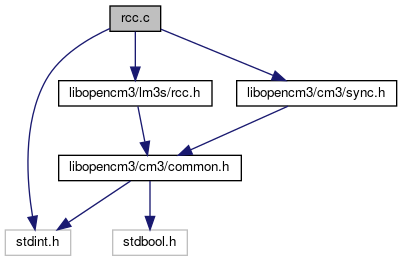 rcc.c
libopencm3/lm3s/rcc.h
libopencm3/cm3/sync.h
libopencm3/cm3/common.h
stdint.h
stdbool.h